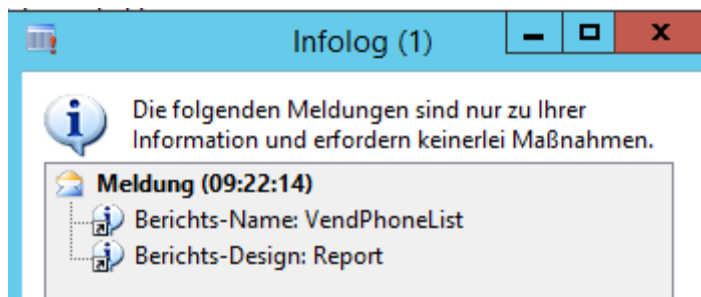 Infolog (1)
Die folgenden Meldungen sind nur zu Ihrer
Information und erfordern keinerlei Maßnahmen.
Meldung (09:22:14)
Berichts-Name: VendPhoneList
Berichts-Design: Report